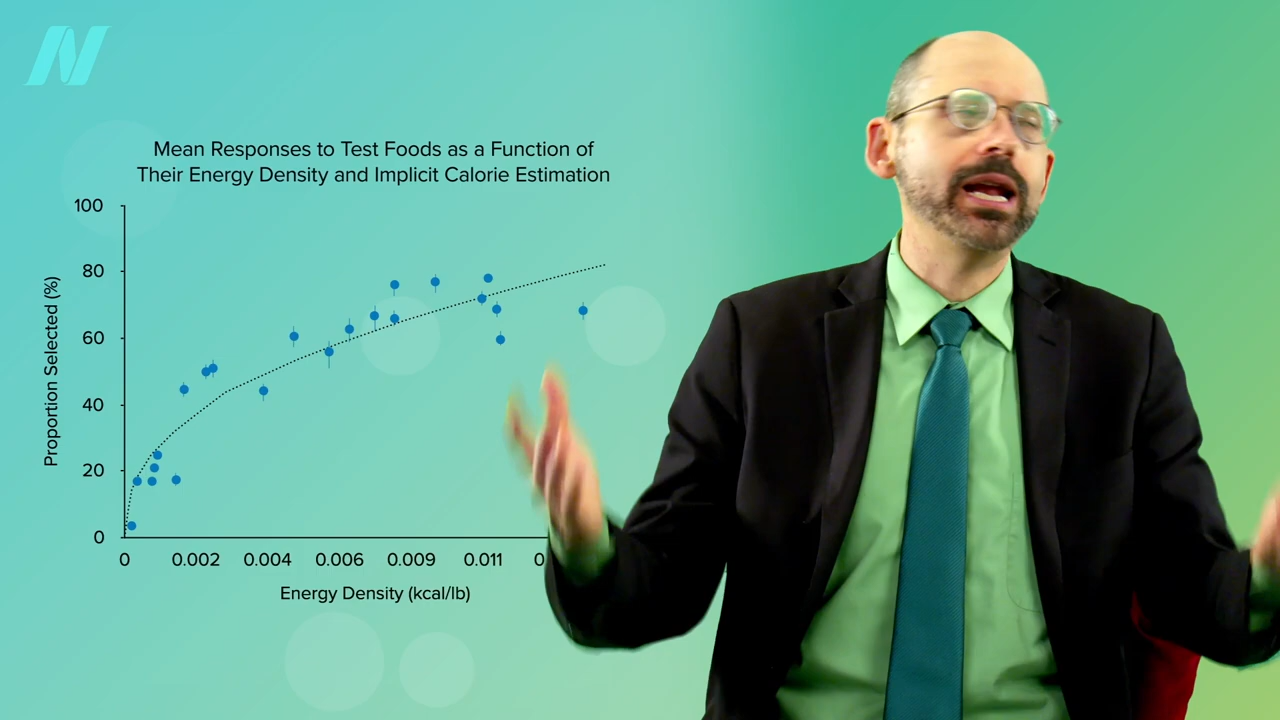 N
Mean Responses to Test Foods as a Function of
Their Energy Density and Implicit Calorie Estimation
Proportion Selected (%)
100
80
60
40
20
0
0 0.002 0.004 0.006 0.009 0.011 0
Energy Density (kcal/lb)